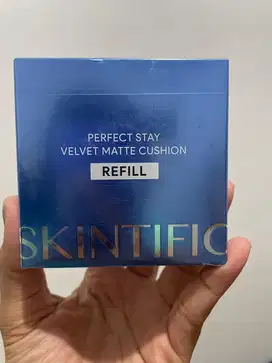 PERFECT STAY
VELVET MATTE CUSHION
REFILL
SKINTIFIC